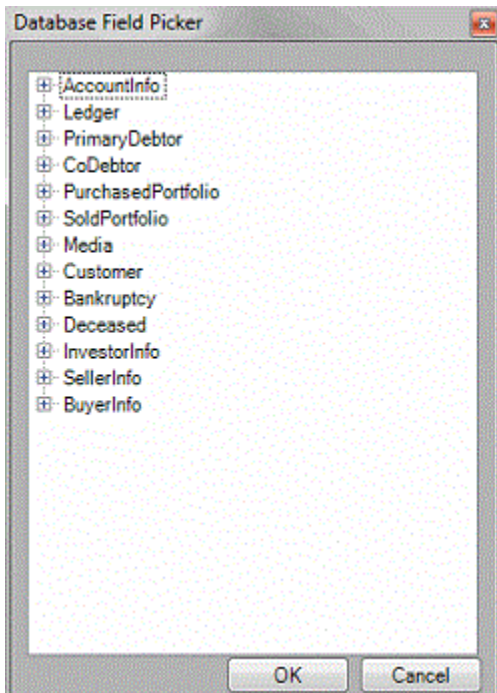 Database Field Picker
AccountInfo
Ledger
PrimaryDebtor
CoDebtor
PurchasedPortfolio
SoldPortfolio
Media
Customer
Bankruptcy
Deceased
InvestorInfo
SellerInfo
BuyerInfo
OK Cancel